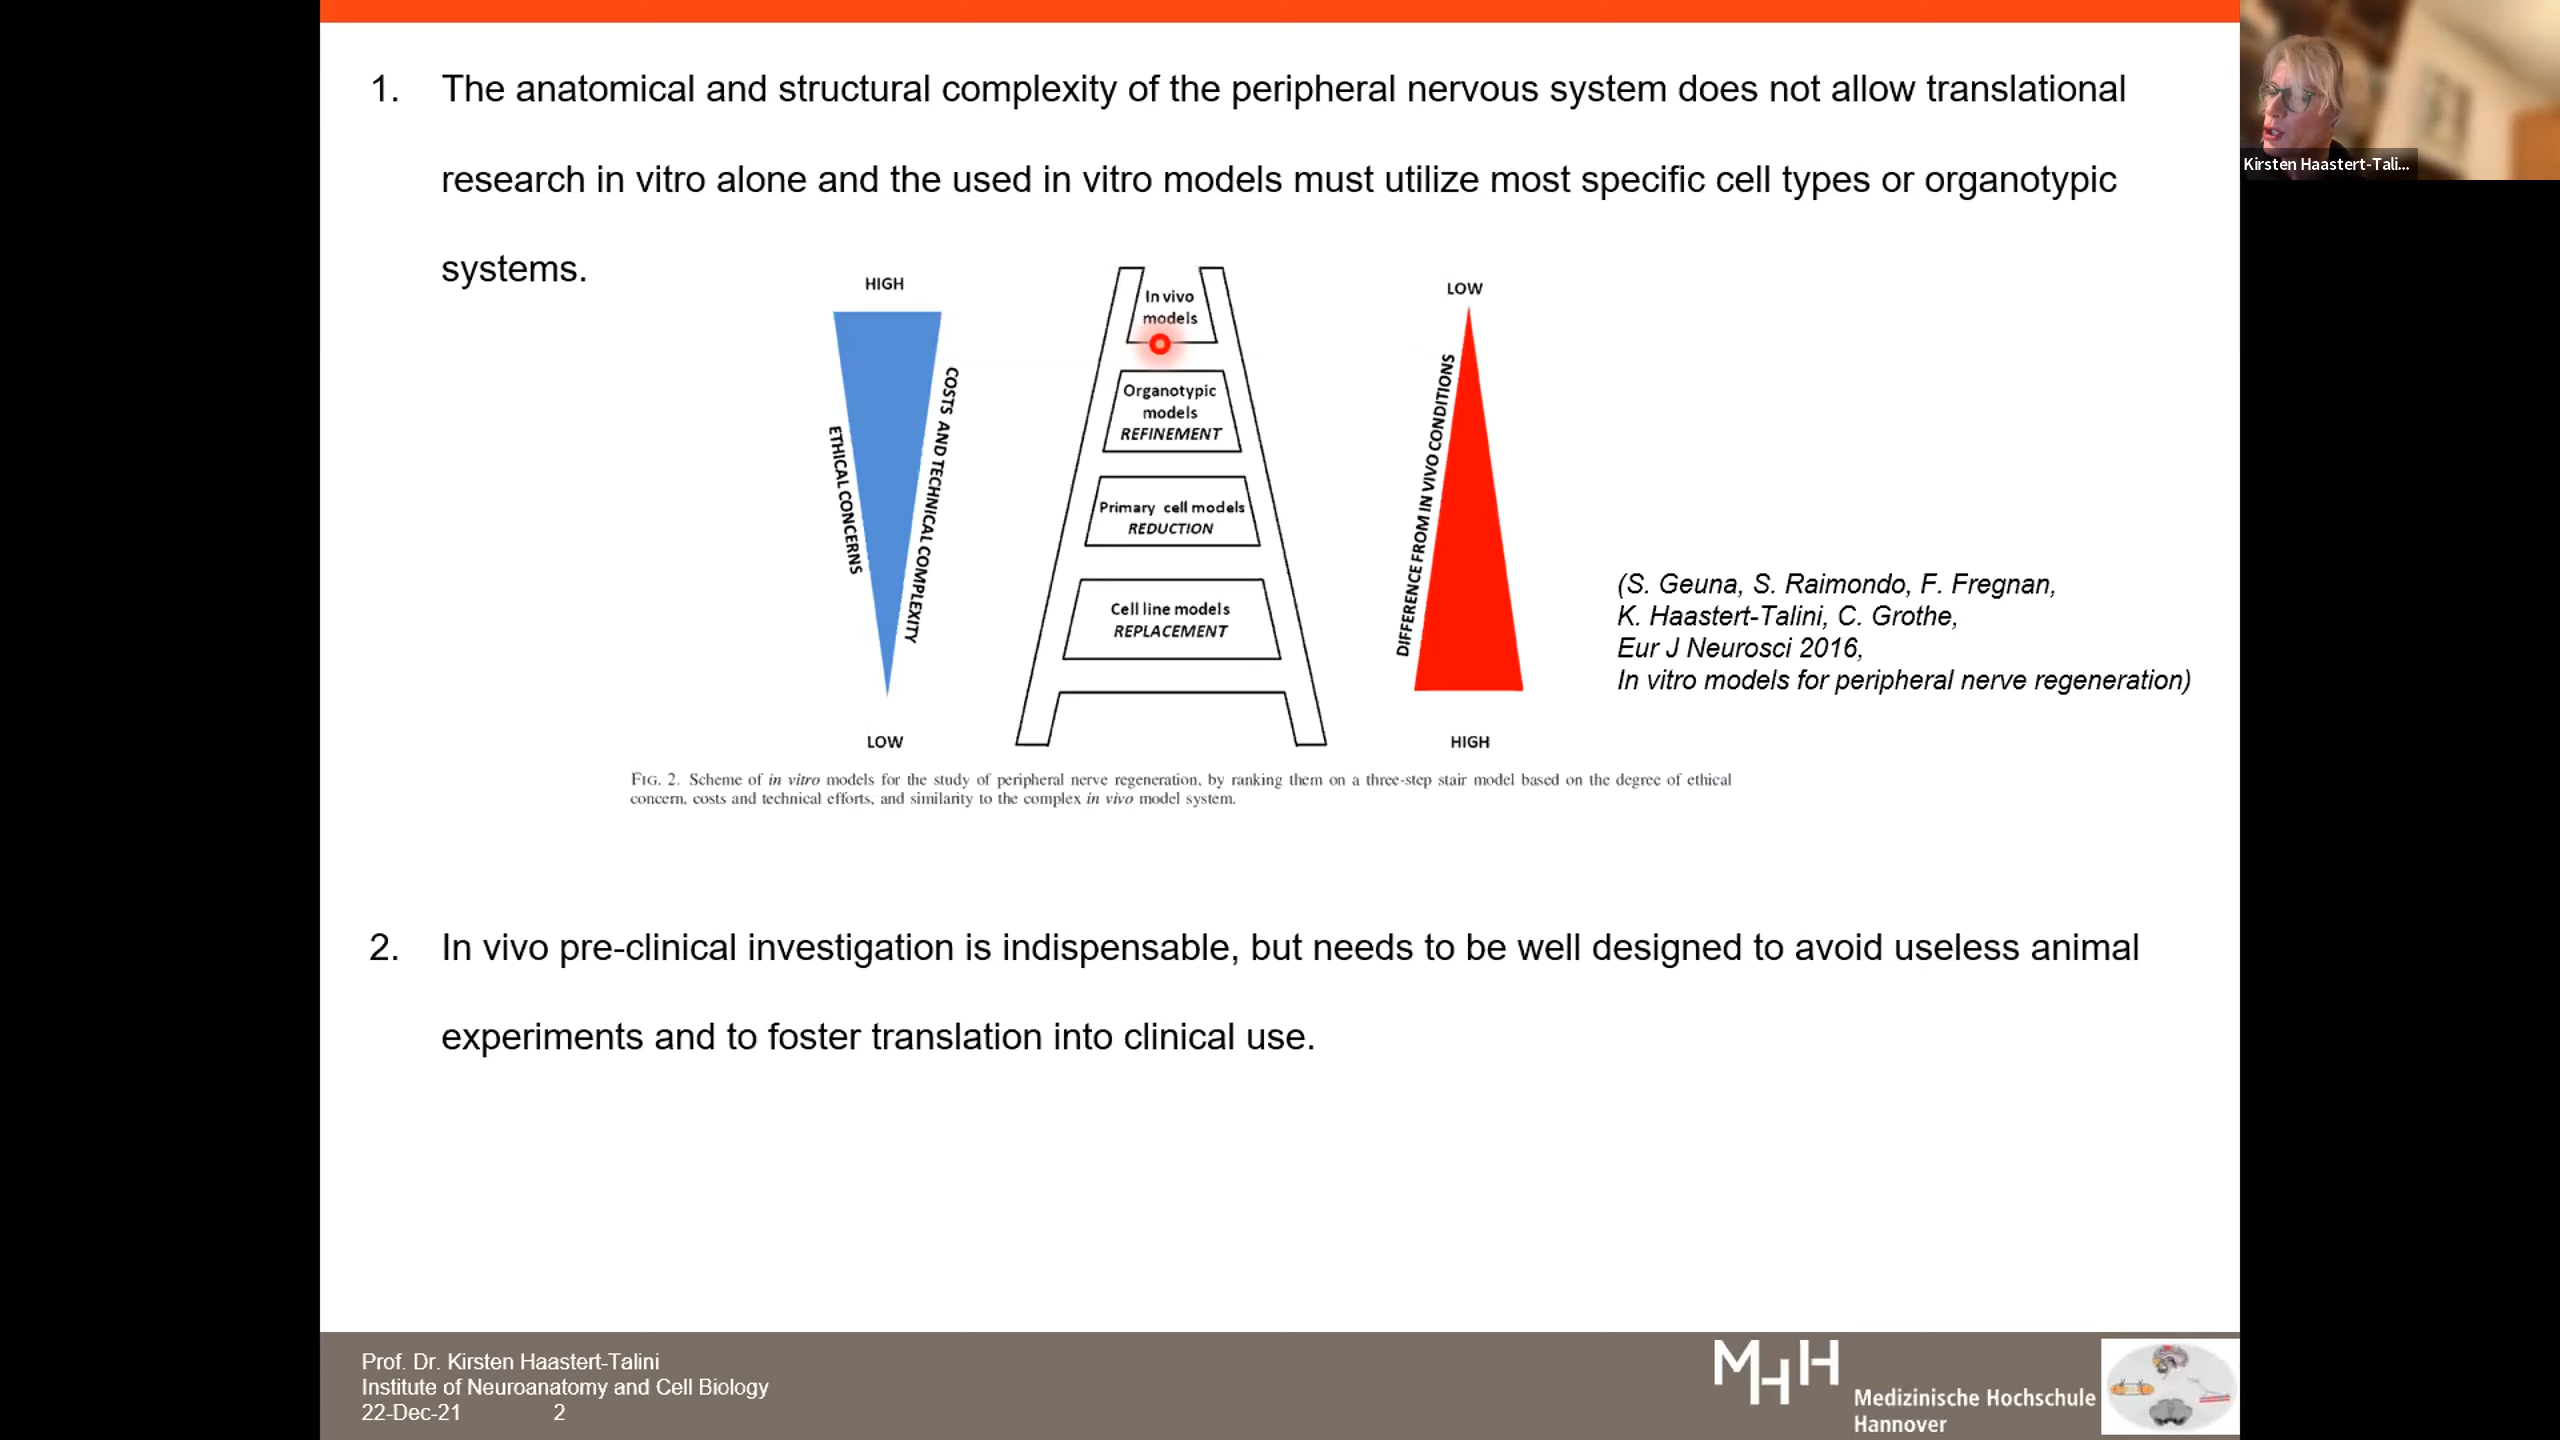 1. The anatomical and structural complexity of the peripheral nervous system does not allow translational
research in vitro alone and the used in vitro models must utilize most specific cell types or organotypic
systems.
HIGH
ETHICAL CONCERNS
COSTS AND TECHNICAL COMPLEXITY
LOW
In vivo
models
Organotypic
models
REFINEMENT
Primary cell models
REDUCTION
Cell line models
REPLACEMENT
LOW
DIFFERENCE FROM IN VIVO CONDITIONS
HIGH
(S. Geuna, S. Raimondo, F. Fregnan,
K. Haastert-Talini, C. Grothe,
Eur J Neurosci 2016,
In vitro models for peripheral nerve regeneration)
FIG. 2. Scheme of in vitro models for the study of peripheral nerve regeneration, by ranking them on a three-step stair model based on the degree of ethical
concern, costs and technical efforts, and similarity to the complex in vivo model system.
2. In vivo pre-clinical investigation is indispensable, but needs to be well designed to avoid useless animal
experiments and to foster translation into clinical use.
Prof. Dr. Kirsten Haastert-Talini
Institute of Neuroanatomy and Cell Biology
22-Dec-21 2
MHH
Medizinische Hochschule
Hannover
Kirsten Haastert-Tali...